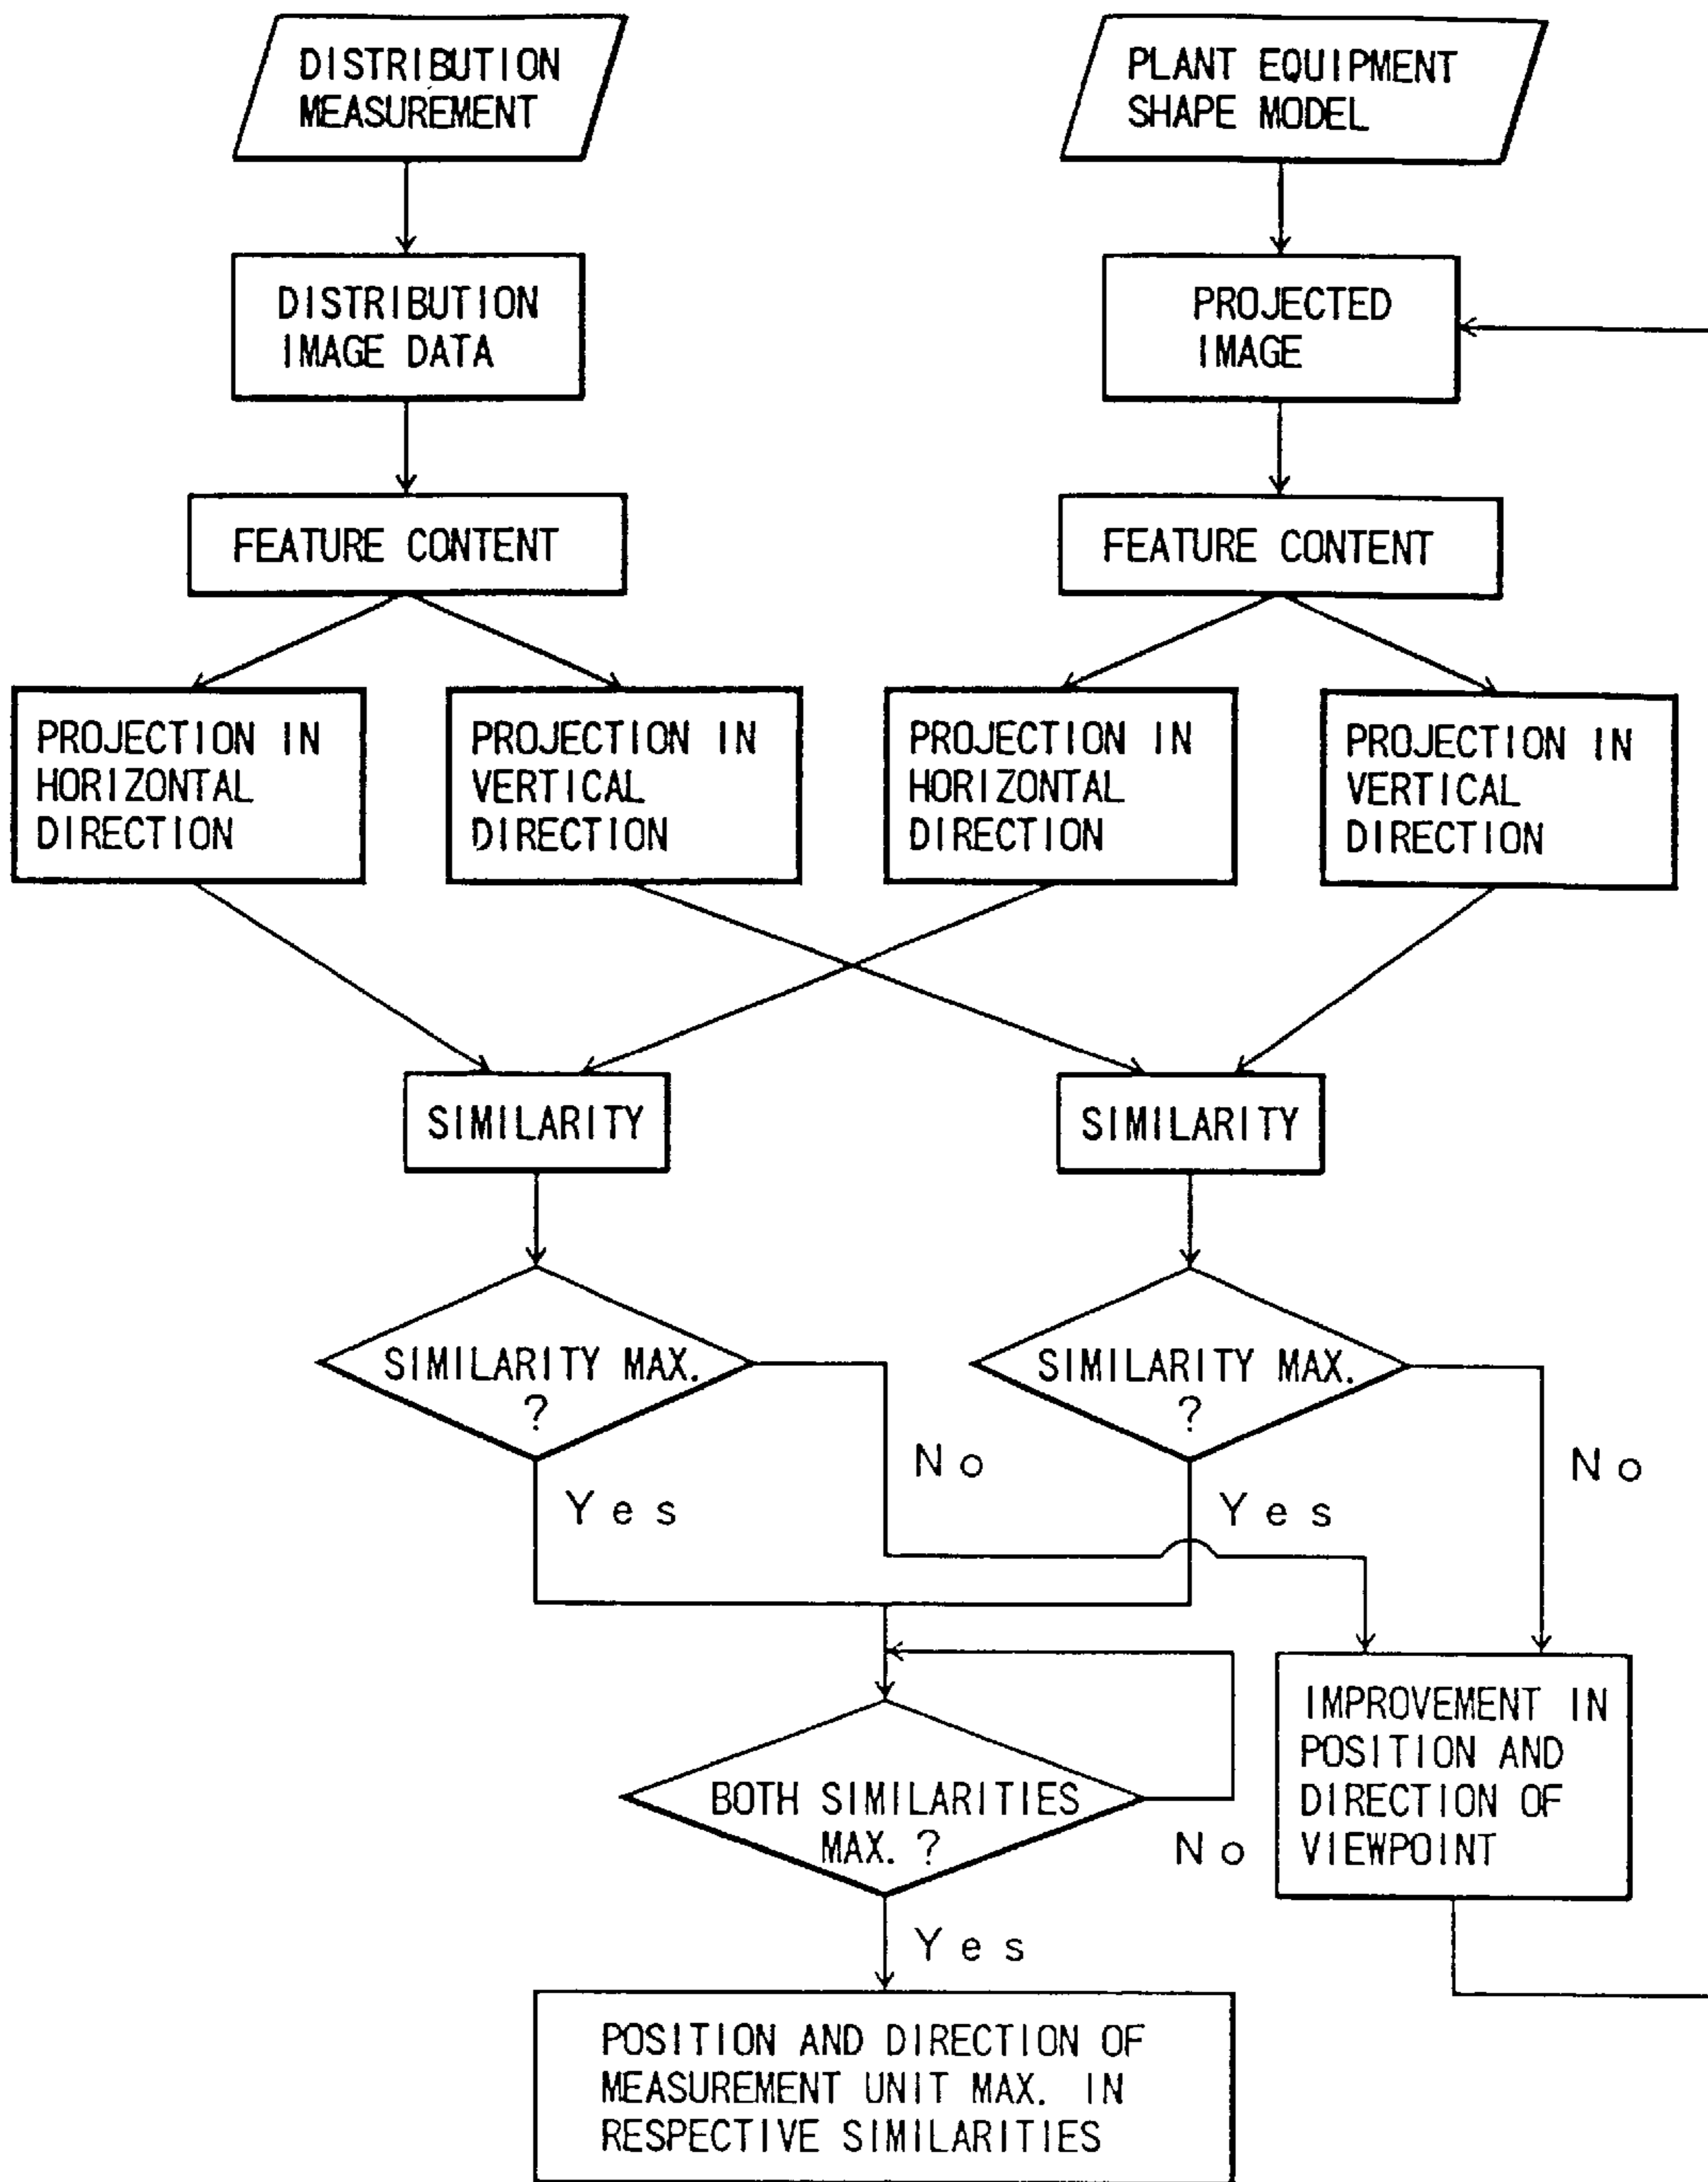 DISTRIBUTION
MEASUREMENT
PLANT EQUIPMENT
SHAPE MODEL
DISTRIBUTION
IMAGE DATA
PROJECTED
IMAGE
FEATURE CONTENT
FEATURE CONTENT
PROJECTION IN
HORIZONTAL
DIRECTION
PROJECTION IN
VERTICAL
DIRECTION
PROJECTION IN
HORIZONTAL
DIRECTION
PROJECTION IN
VERTICAL
DIRECTION
SIMILARITY
SIMILARITY
SIMILARITY MAX.
?
SIMILARITY MAX.
?
No
No
Yes
Yes
IMPROVEMENT IN
POSITION AND
DIRECTION OF
VIEWPOINT
BOTH SIMILARITIES
MAX. ?
No
Yes
POSITION AND DIRECTION OF
MEASUREMENT UNIT MAX. IN
RESPECTIVE SIMILARITIES